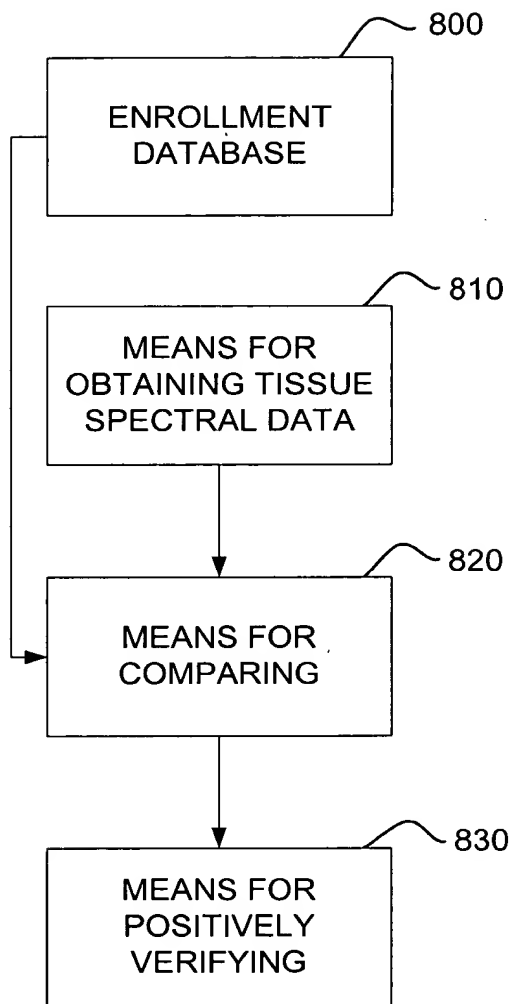 800
ENROLLMENT
DATABASE
810
MEANS FOR
OBTAINING TISSUE
SPECTRAL DATA
820
MEANS FOR
COMPARING
830
MEANS FOR
POSITIVELY
VERIFYING